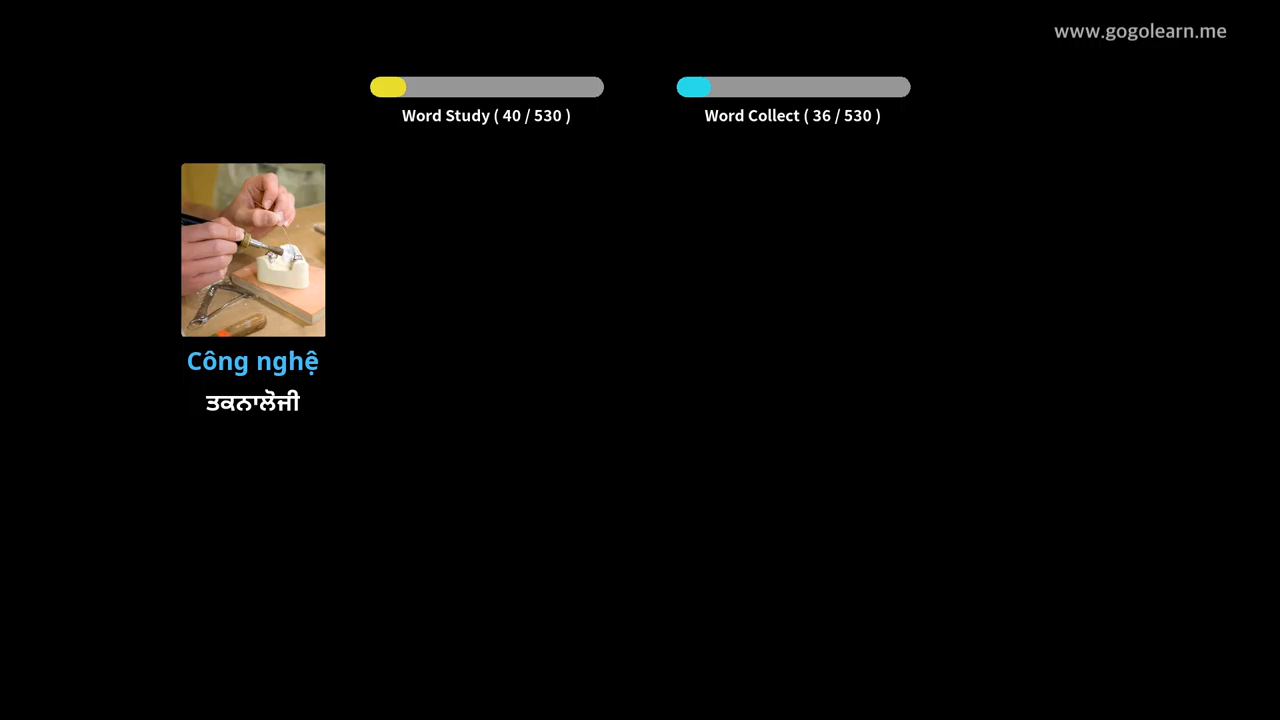 www.gogolearn.me
Word Study ( 40 / 530 )
Word Collect ( 36 / 530 )
Công nghệ
ਤਕਨਾਲੋਜੀ